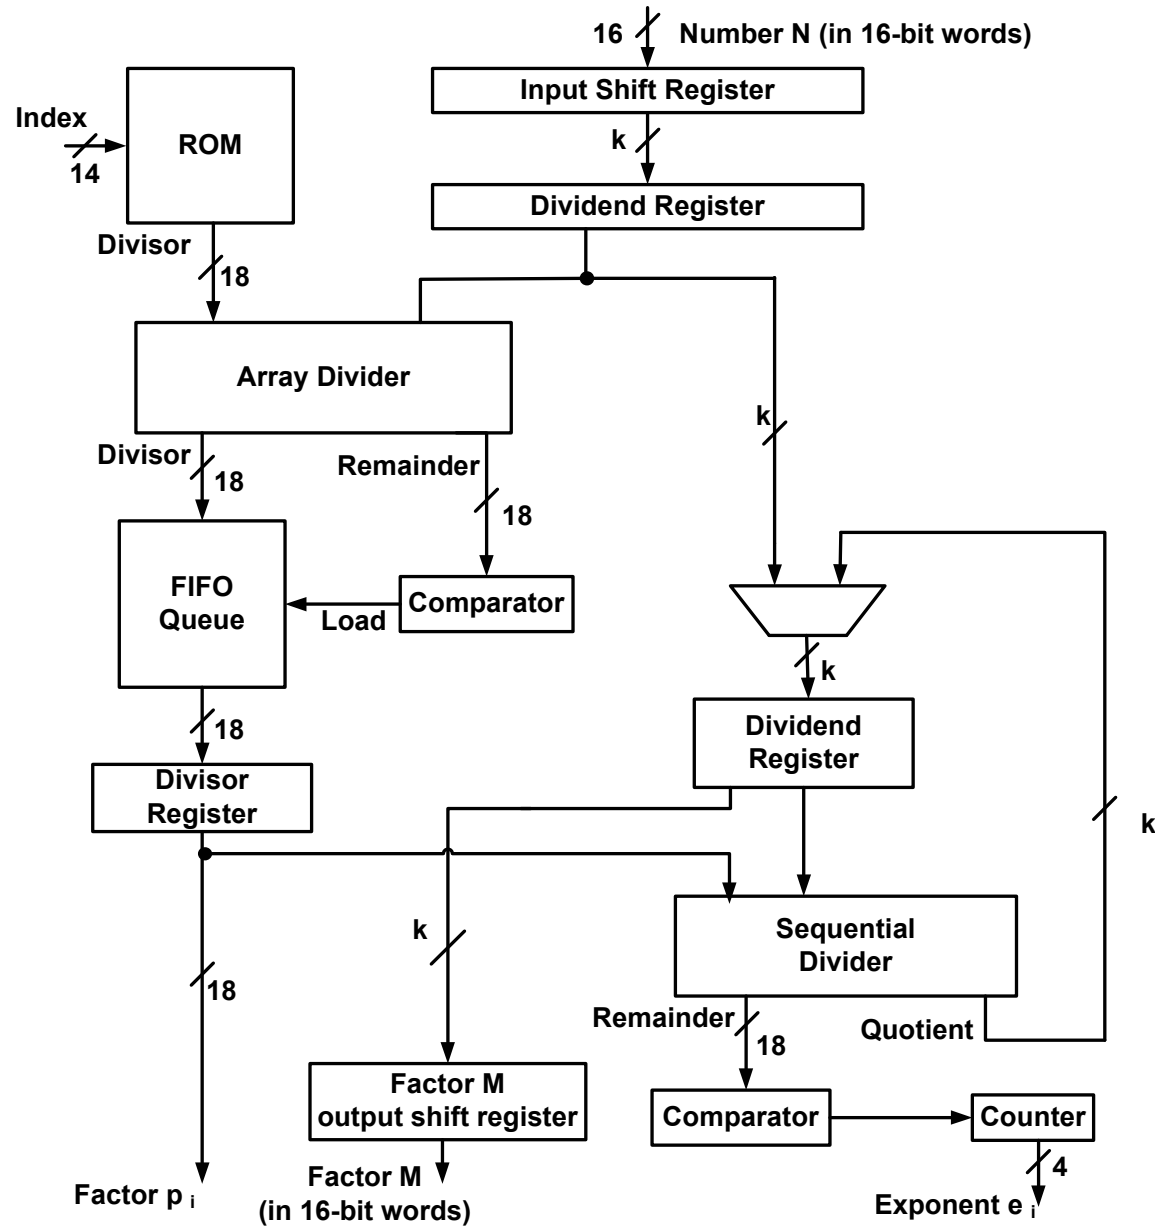 16
Number N (in 16-bit words)
Input Shift Register
Index
14
ROM
k
Dividend Register
Divisor
18
Array Divider
k
Divisor
18
Remainder
18
FIFO
Queue
Load
Comparator
k
18
Dividend
Register
Divisor
Register
k
k
Sequential
Divider
18
Remainder
18
Quotient
Factor M
output shift register
Comparator
Counter
4
Factor p i
Factor M
(in 16-bit words)
Exponent e i